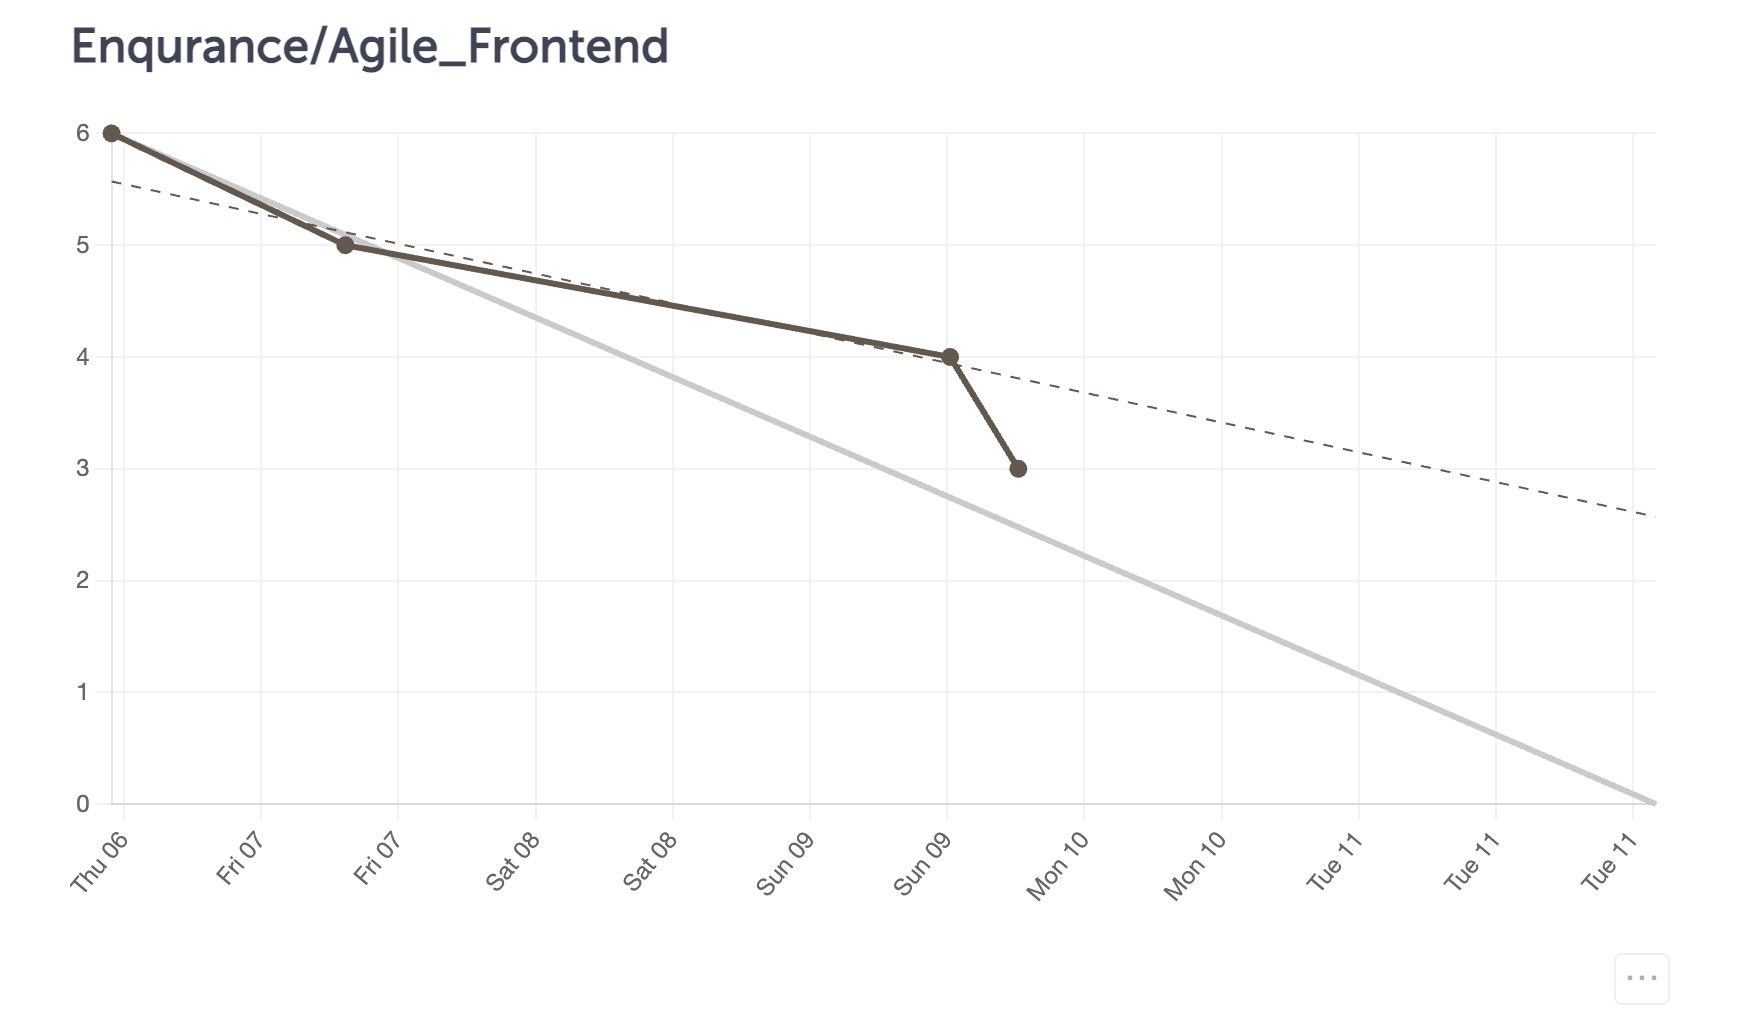 Enqurance/Agile_Frontend
6
5
4
3
2
1
0
Thu 06
Fri 07
Fri 07
Sat 08
Sat 08
Sun 09
Sun 09
Mon 10
Mon 10
Tue 11
Tue 11
Tue 11